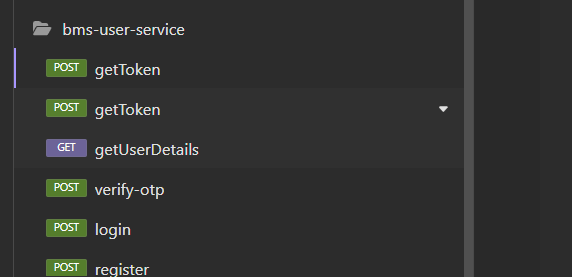 bms-user-service
POST getToken
POST getToken
GET getUserDetails
POST verify-otp
POST login
POST register